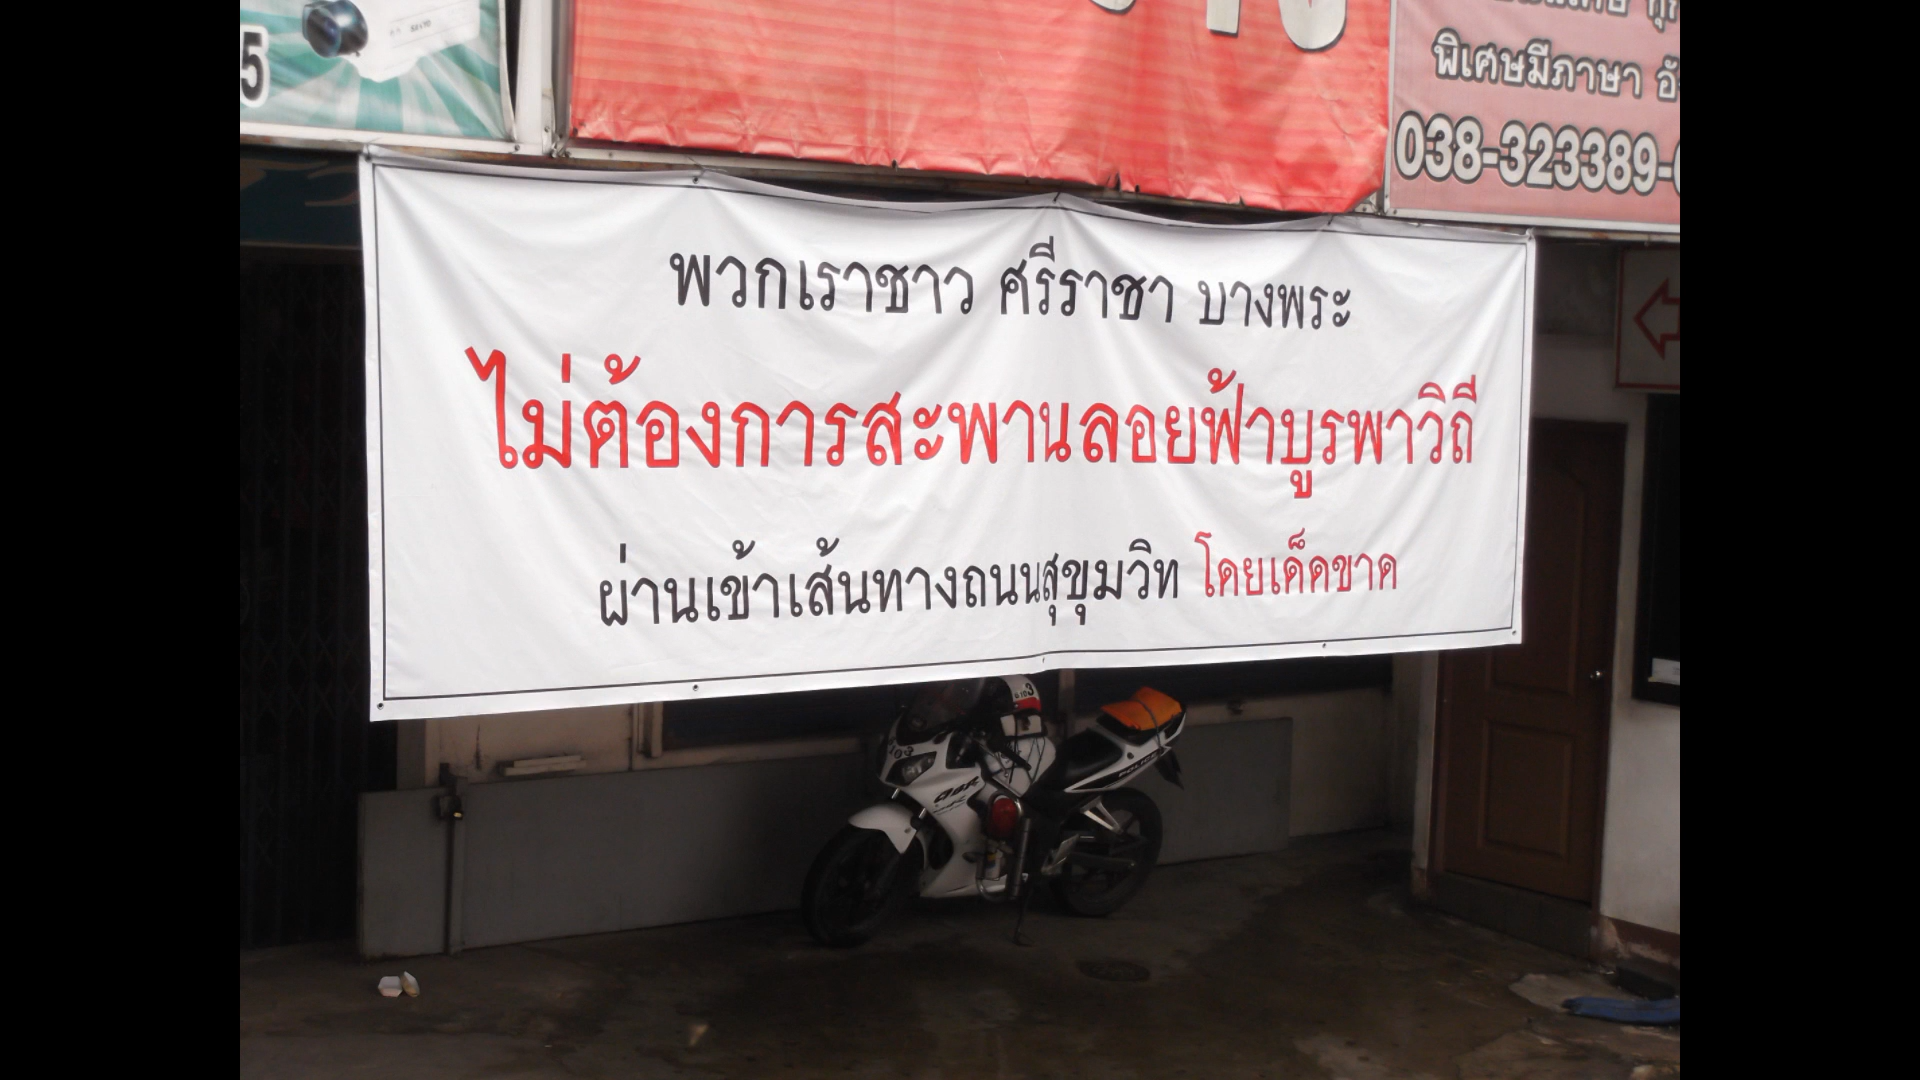 5
พิเศษมีภาษา
038-323389-
พวกเราชาว ศรีราชา บางพระ
ไม่ต้องการสะพานลอยฟ้าบูรพาวิถี
ผ่านเข้าเส้นทางถนนสุขุมวิท โดยเด็ดขาด
3
POLICE